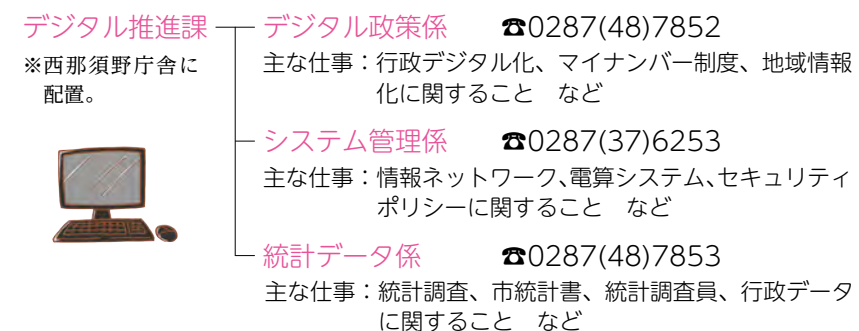 デジタル推進課
※西那須野庁舎に
配置。
デジタル政策係 ☎0287(48)7852
主な仕事：行政デジタル化、マイナンバー制度、地域情報
化に関すること　など
システム管理係 ☎0287(37)6253
主な仕事：情報ネットワーク、電算システム、セキュリティ
ポリシーに関すること　など
統計データ係 ☎0287(48)7853
主な仕事：統計調査、市統計書、統計調査員、行政データ
に関すること　など